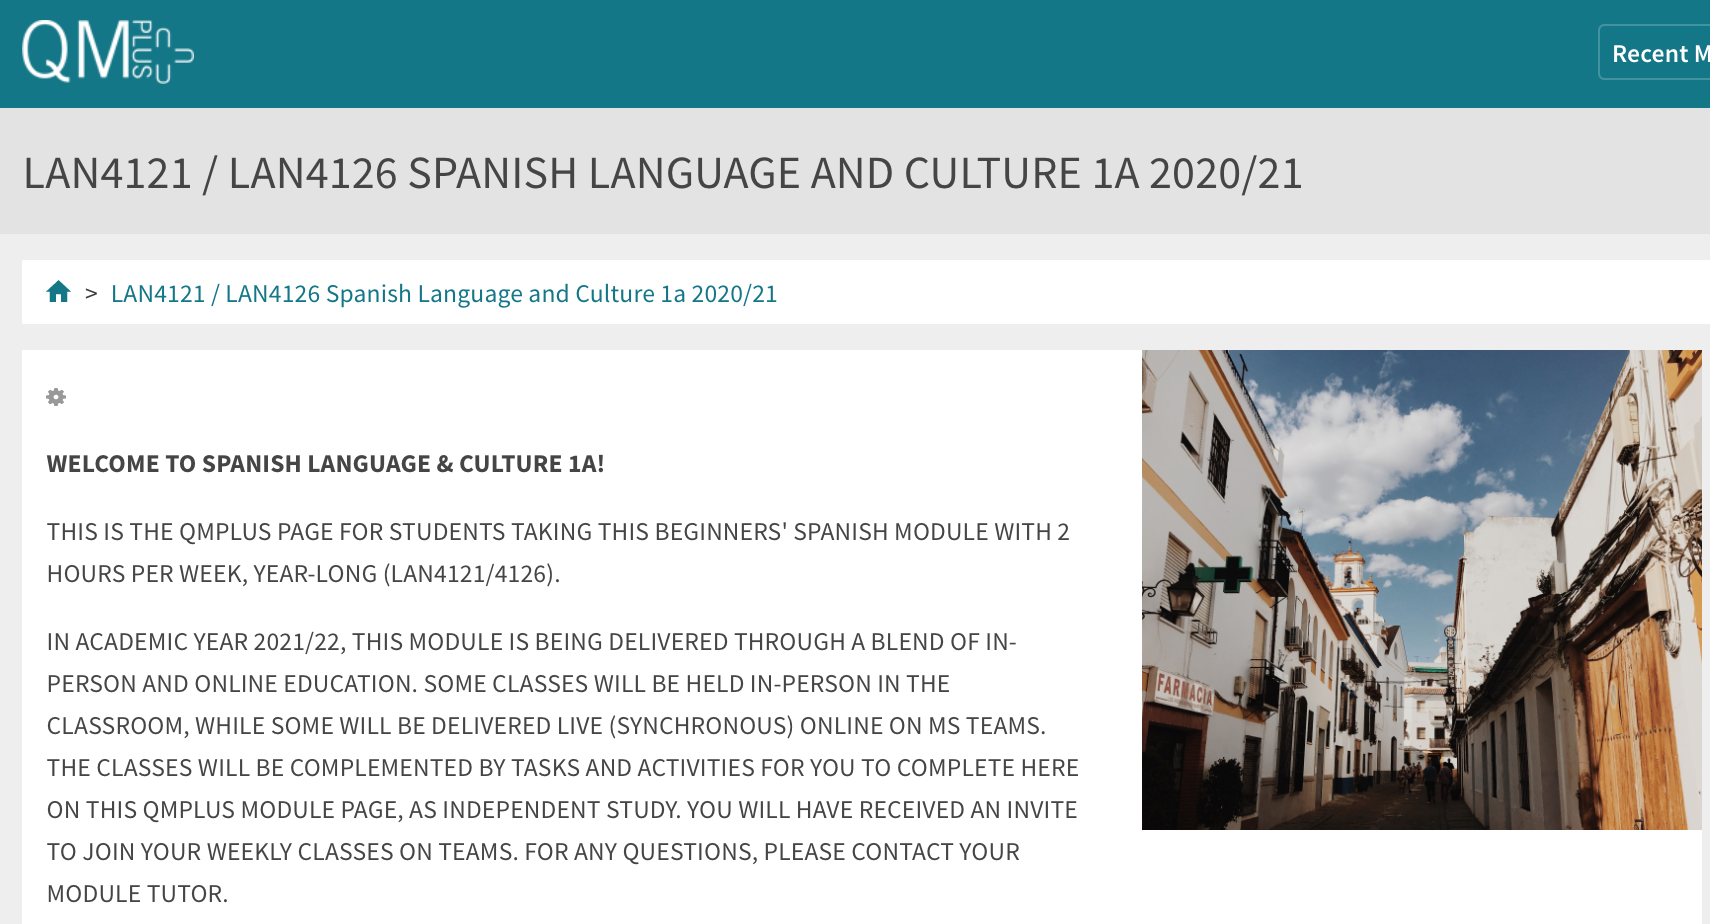 QM PLUS
Recent M
LAN4121 / LAN4126 SPANISH LANGUAGE AND CULTURE 1A 2020/21
> LAN4121 / LAN4126 Spanish Language and Culture 1a 2020/21
WELCOME TO SPANISH LANGUAGE & CULTURE 1A!
THIS IS THE QMPLUS PAGE FOR STUDENTS TAKING THIS BEGINNERS' SPANISH MODULE WITH 2
HOURS PER WEEK, YEAR-LONG (LAN4121/4126).
IN ACADEMIC YEAR 2021/22, THIS MODULE IS BEING DELIVERED THROUGH A BLEND OF IN-
PERSON AND ONLINE EDUCATION. SOME CLASSES WILL BE HELD IN-PERSON IN THE
CLASSROOM, WHILE SOME WILL BE DELIVERED LIVE (SYNCHRONOUS) ONLINE ON MS TEAMS.
THE CLASSES WILL BE COMPLEMENTED BY TASKS AND ACTIVITIES FOR YOU TO COMPLETE HERE
ON THIS QMPLUS MODULE PAGE, AS INDEPENDENT STUDY. YOU WILL HAVE RECEIVED AN INVITE
TO JOIN YOUR WEEKLY CLASSES ON TEAMS. FOR ANY QUESTIONS, PLEASE CONTACT YOUR
MODULE TUTOR.
FARMACIA